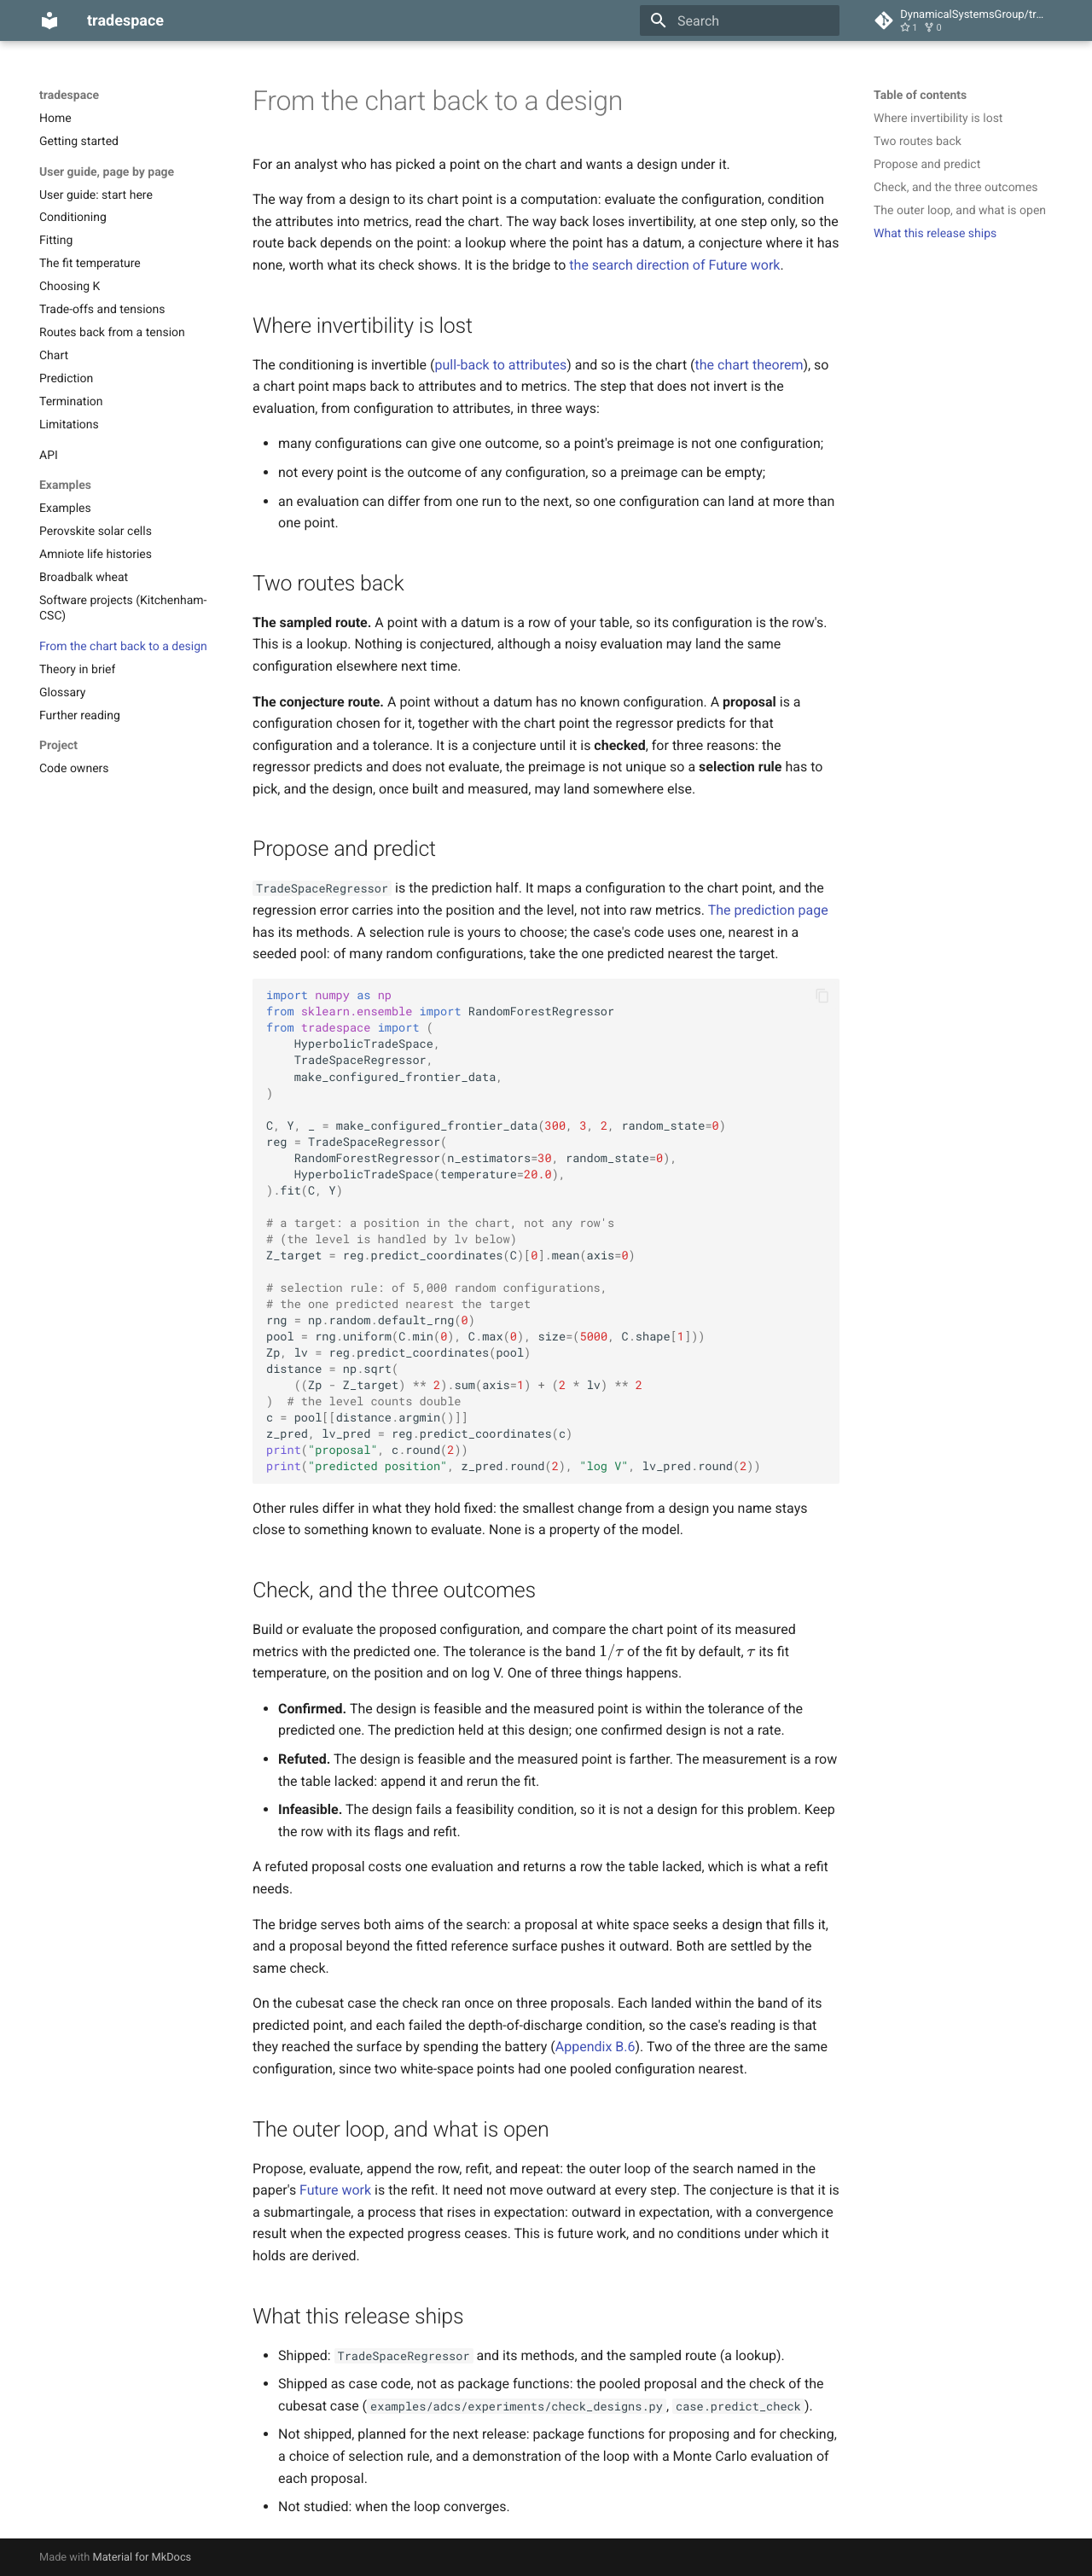 tradespace
Search
DynamicalSystemsGroup/tr...
1 0
tradespace
Home
Getting started
User guide, page by page
User guide: start here
Conditioning
Fitting
The fit temperature
Choosing K
Trade-offs and tensions
Routes back from a tension
Chart
Prediction
Termination
Limitations
API
Examples
Examples
Perovskite solar cells
Amniote life histories
Broadbalk wheat
Software projects (Kitchenham-
CSC)
From the chart back to a design
Theory in brief
Glossary
Further reading
Project
Code owners
From the chart back to a design
For an analyst who has picked a point on the chart and wants a design under it.
The way from a design to its chart point is a computation: evaluate the configuration, condition
the attributes into metrics, read the chart. The way back loses invertibility, at one step only, so the
route back depends on the point: a lookup where the point has a datum, a conjecture where it has
none, worth what its check shows. It is the bridge to the search direction of Future work.
Where invertibility is lost
The conditioning is invertible (pull-back to attributes) and so is the chart (the chart theorem), so
a chart point maps back to attributes and to metrics. The step that does not invert is the
evaluation, from configuration to attributes, in three ways:
• many configurations can give one outcome, so a point's preimage is not one configuration;
• not every point is the outcome of any configuration, so a preimage can be empty;
• an evaluation can differ from one run to the next, so one configuration can land at more than
one point.
Two routes back
The sampled route. A point with a datum is a row of your table, so its configuration is the row's.
This is a lookup. Nothing is conjectured, although a noisy evaluation may land the same
configuration elsewhere next time.
The conjecture route. A point without a datum has no known configuration. A proposal is a
configuration chosen for it, together with the chart point the regressor predicts for that
configuration and a tolerance. It is a conjecture until it is checked, for three reasons: the
regressor predicts and does not evaluate, the preimage is not unique so a selection rule has to
pick, and the design, once built and measured, may land somewhere else.
Propose and predict
TradeSpaceRegressor is the prediction half. It maps a configuration to the chart point, and the
regression error carries into the position and the level, not into raw metrics. The prediction page
has its methods. A selection rule is yours to choose; the case's code uses one, nearest in a
seeded pool: of many random configurations, take the one predicted nearest the target.
import numpy as np
from sklearn.ensemble import RandomForestRegressor
from tradespace import (
    HyperbolicTradeSpace,
    TradeSpaceRegressor,
    make_configured_frontier_data,
)
C, Y, _ = make_configured_frontier_data(300, 3, 2, random_state=0)
reg = TradeSpaceRegressor(
    RandomForestRegressor(n_estimators=30, random_state=0),
    HyperbolicTradeSpace(temperature=20.0),
).fit(C, Y)
# a target: a position in the chart, not any row's
# (the level is handled by lv below)
Z_target = reg.predict_coordinates(C)[0].mean(axis=0)
# selection rule: of 5,000 random configurations,
# the one predicted nearest the target
rng = np.random.default_rng(0)
pool = rng.uniform(C.min(0), C.max(0), size=(5000, C.shape[1]))
Zp, lv = reg.predict_coordinates(pool)
distance = np.sqrt(
    ((Zp - Z_target) ** 2).sum(axis=1) + (2 * lv) ** 2
)  # the level counts double
c = pool[[distance.argmin()]]
z_pred, lv_pred = reg.predict_coordinates(c)
print("proposal", c.round(2))
print("predicted position", z_pred.round(2), "log V", lv_pred.round(2))
Other rules differ in what they hold fixed: the smallest change from a design you name stays
close to something known to evaluate. None is a property of the model.
Check, and the three outcomes
Build or evaluate the proposed configuration, and compare the chart point of its measured
metrics with the predicted one. The tolerance is the band 1/τ of the fit by default, τ its fit
temperature, on the position and on log V. One of three things happens.
• Confirmed. The design is feasible and the measured point is within the tolerance of the
predicted one. The prediction held at this design; one confirmed design is not a rate.
• Refuted. The design is feasible and the measured point is farther. The measurement is a row
the table lacked: append it and rerun the fit.
• Infeasible. The design fails a feasibility condition, so it is not a design for this problem. Keep
the row with its flags and refit.
A refuted proposal costs one evaluation and returns a row the table lacked, which is what a refit
needs.
The bridge serves both aims of the search: a proposal at white space seeks a design that fills it,
and a proposal beyond the fitted reference surface pushes it outward. Both are settled by the
same check.
On the cubesat case the check ran once on three proposals. Each landed within the band of its
predicted point, and each failed the depth-of-discharge condition, so the case's reading is that
they reached the surface by spending the battery (Appendix B.6). Two of the three are the same
configuration, since two white-space points had one pooled configuration nearest.
The outer loop, and what is open
Propose, evaluate, append the row, refit, and repeat: the outer loop of the search named in the
paper's Future work is the refit. It need not move outward at every step. The conjecture is that it is
a submartingale, a process that rises in expectation: outward in expectation, with a convergence
result when the expected progress ceases. This is future work, and no conditions under which it
holds are derived.
What this release ships
• Shipped: TradeSpaceRegressor and its methods, and the sampled route (a lookup).
• Shipped as case code, not as package functions: the pooled proposal and the check of the
cubesat case ( examples/adcs/experiments/check_designs.py , case.predict_check ).
• Not shipped, planned for the next release: package functions for proposing and for checking,
a choice of selection rule, and a demonstration of the loop with a Monte Carlo evaluation of
each proposal.
• Not studied: when the loop converges.
Table of contents
Where invertibility is lost
Two routes back
Propose and predict
Check, and the three outcomes
The outer loop, and what is open
What this release ships
Made with Material for MkDocs